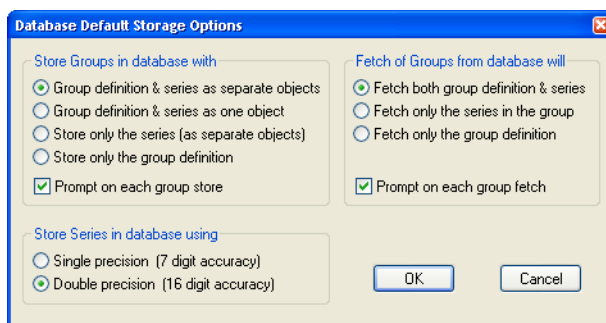 Database Default Storage Options
Store Groups in database with
Group definition & series as separate objects
Group definition & series as one object
Store only the series (as separate objects)
Store only the group definition
Prompt on each group store
Fetch of Groups from database will
Fetch both group definition & series
Fetch only the series in the group
Fetch only the group definition
Prompt on each group fetch
Store Series in database using
Single precision (7 digit accuracy)
Double precision (16 digit accuracy)
OK
Cancel